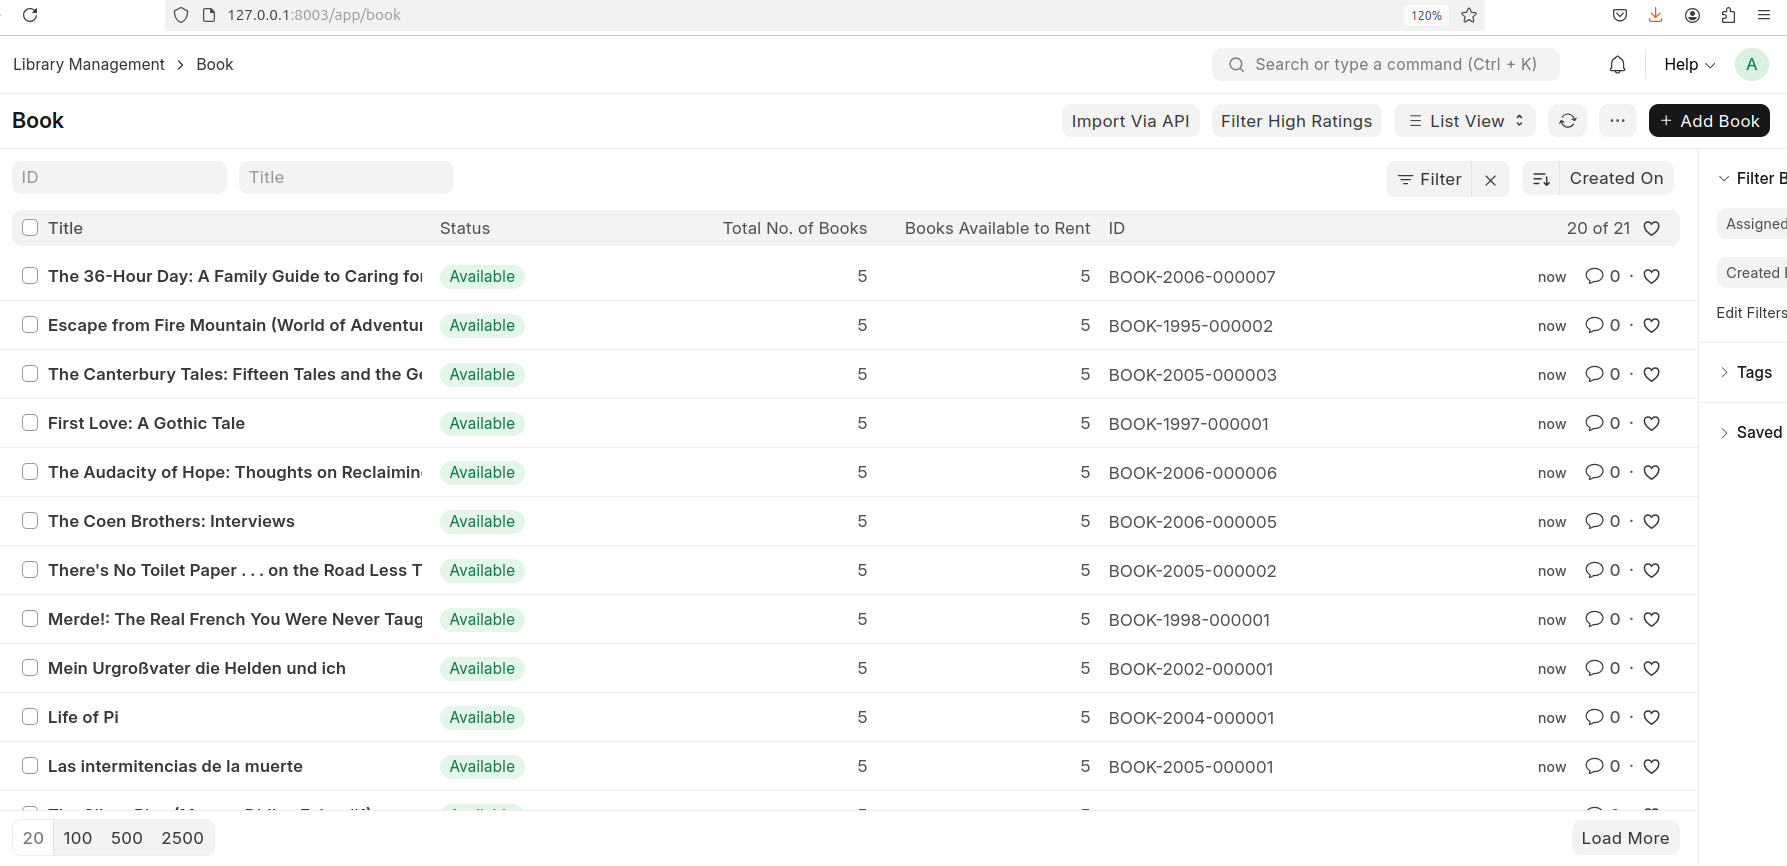 127.0.0.1:8003/app/book 120%
Library Management > Book Search or type a command (Ctrl + K) Help A
Book Import Via API Filter High Ratings List View ... + Add Book
ID Title Filter × Created On Filter B
Title Status Total No. of Books Books Available to Rent ID 20 of 21 Assigned
The 36-Hour Day: A Family Guide to Caring for Available 5 5 BOOK-2006-000007 now 0 · Created
Edit Filters
Escape from Fire Mountain (World of Adventur Available 5 5 BOOK-1995-000002 now 0 ·
The Canterbury Tales: Fifteen Tales and the Ge Available 5 5 BOOK-2005-000003 now 0 · Tags
First Love: A Gothic Tale Available 5 5 BOOK-1997-000001 now 0 · Saved
The Audacity of Hope: Thoughts on Reclaimin Available 5 5 BOOK-2006-000006 now 0 ·
The Coen Brothers: Interviews Available 5 5 BOOK-2006-000005 now 0 ·
There's No Toilet Paper . . . on the Road Less T Available 5 5 BOOK-2005-000002 now 0 ·
Merde!: The Real French You Were Never Taug Available 5 5 BOOK-1998-000001 now 0 ·
Mein Urgroßvater die Helden und ich Available 5 5 BOOK-2002-000001 now 0 ·
Life of Pi Available 5 5 BOOK-2004-000001 now 0 ·
Las intermitencias de la muerte Available 5 5 BOOK-2005-000001 now 0 ·
20 100 500 2500 Load More